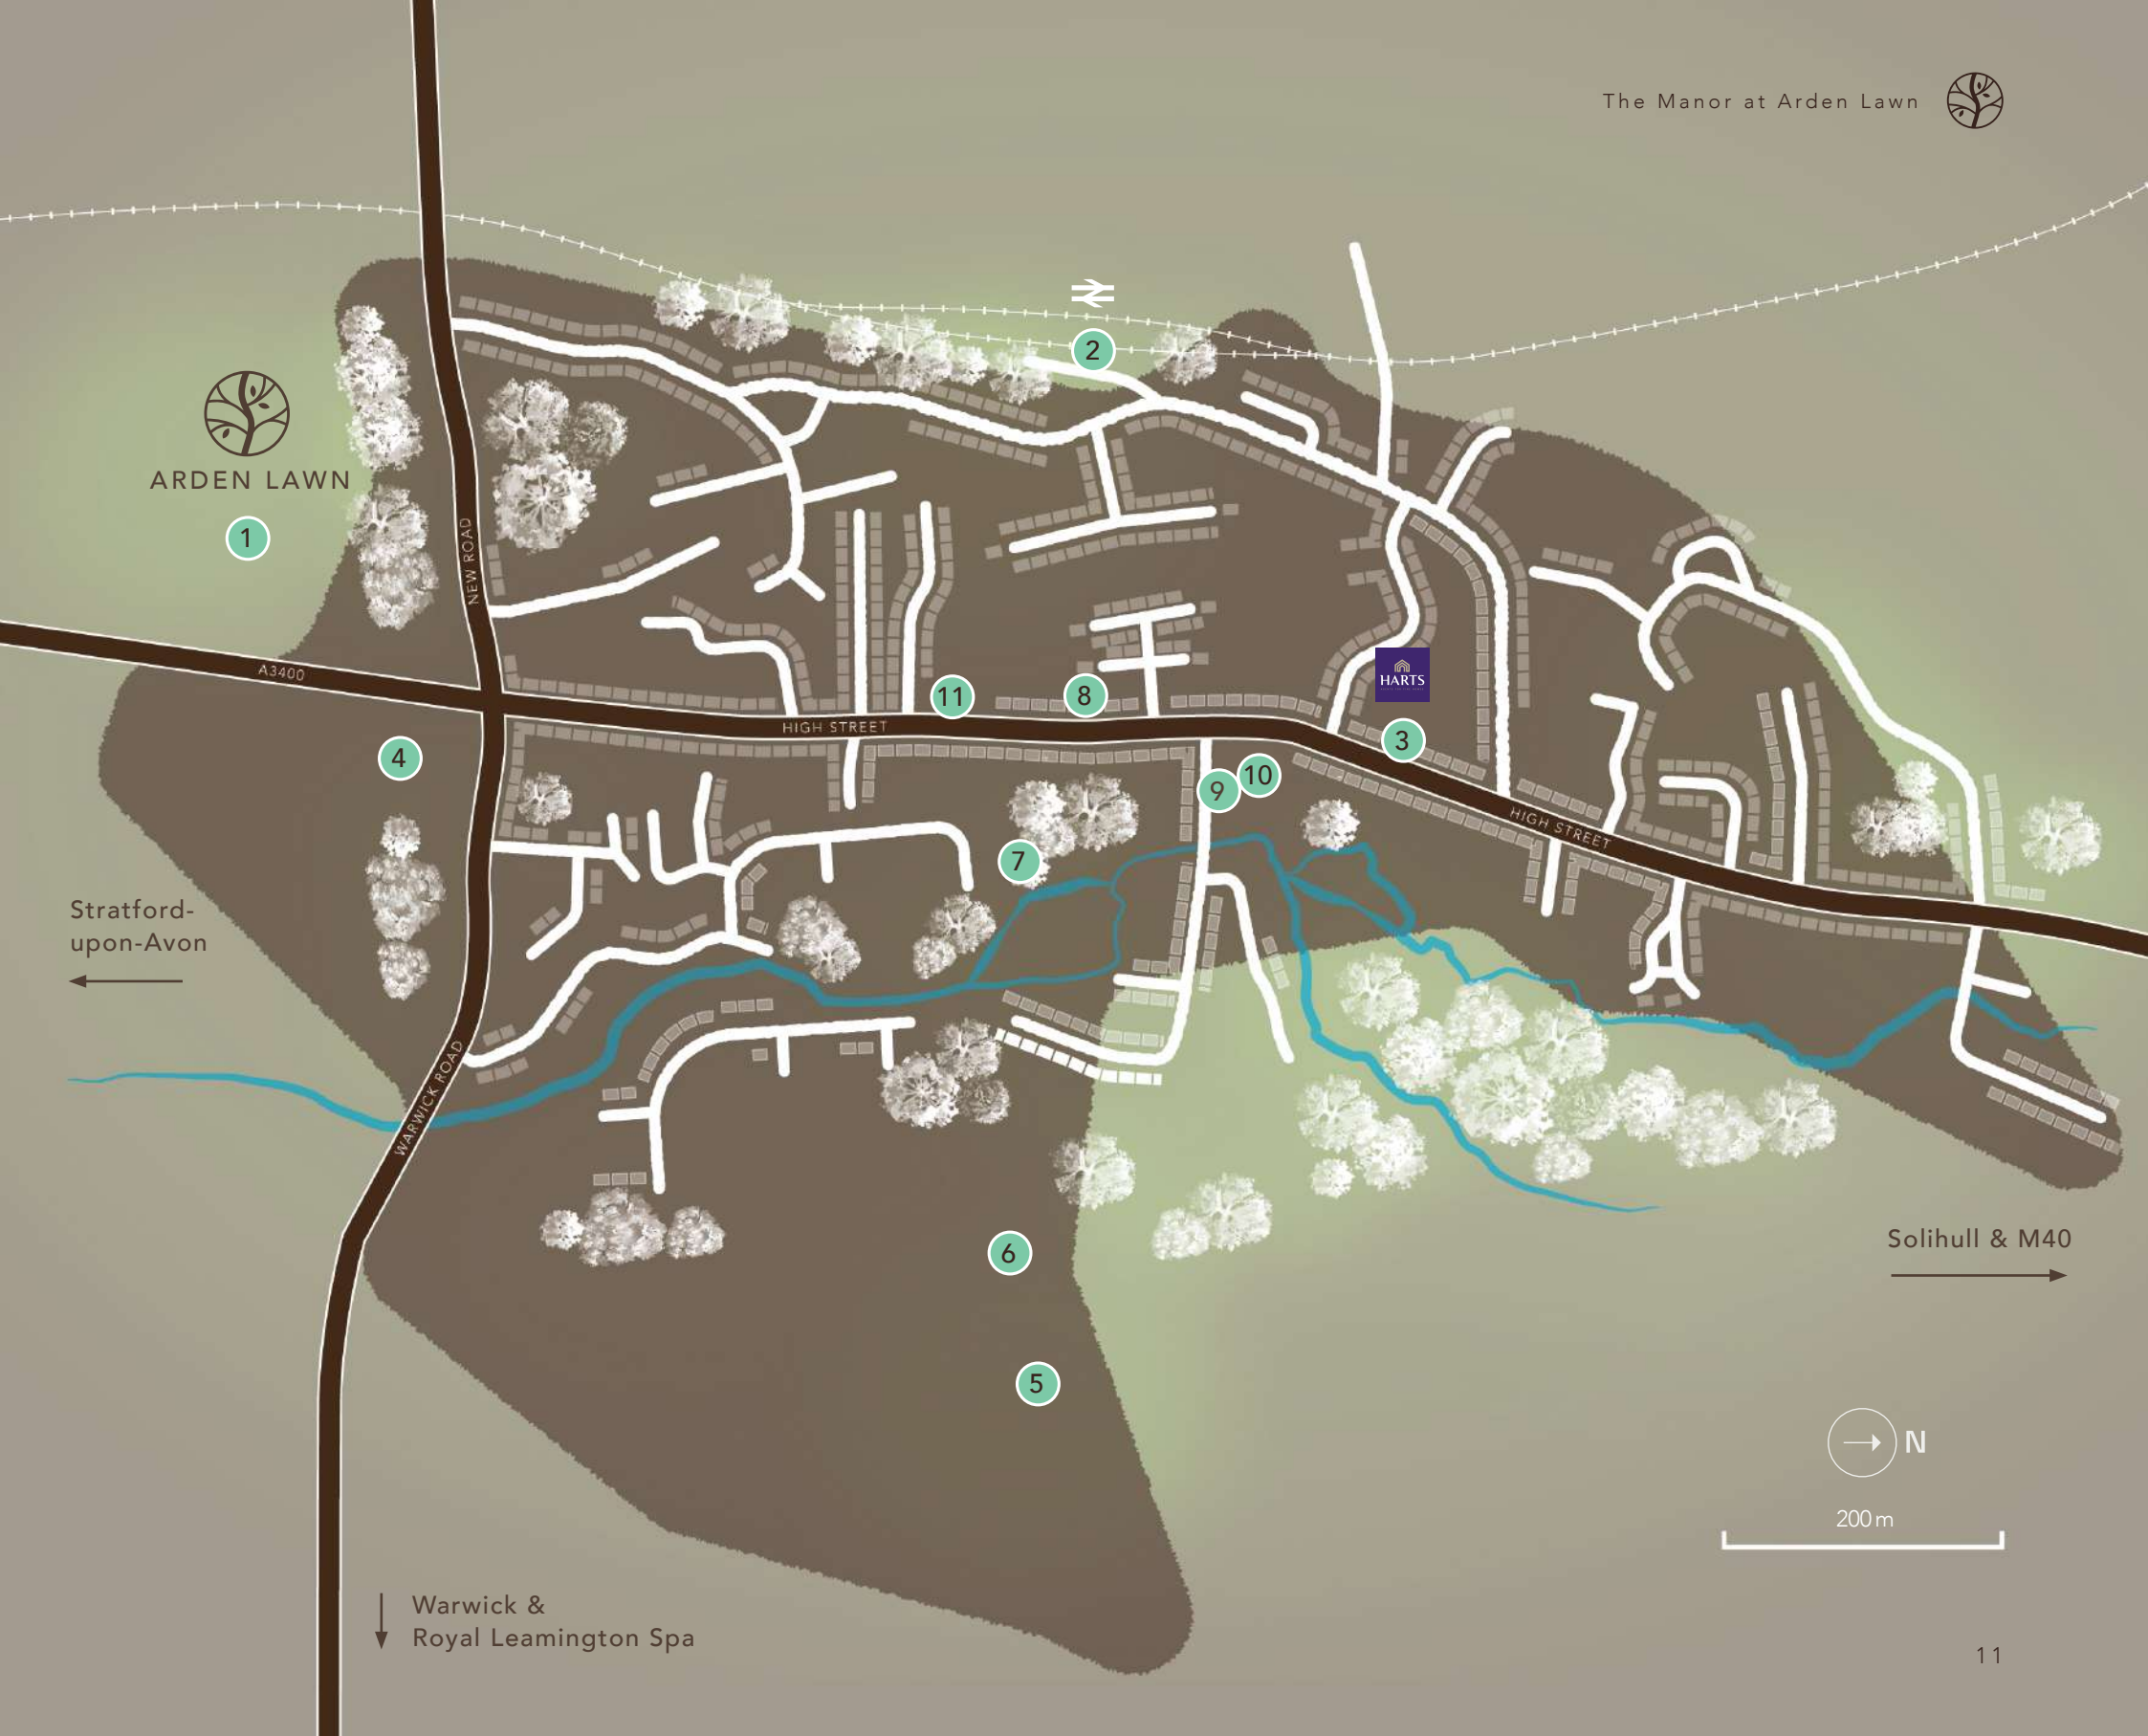 The Manor at Arden Lawn
2
ARDEN LAWN
1
NEW ROAD
A3400
HARTS
11
8
HIGH STREET
3
4
9
10
HIGH STREET
7
Stratford-
upon-Avon
WARWICK ROAD
6
Solihull & M40
5
N
200 m
Warwick &
Royal Leamington Spa
11